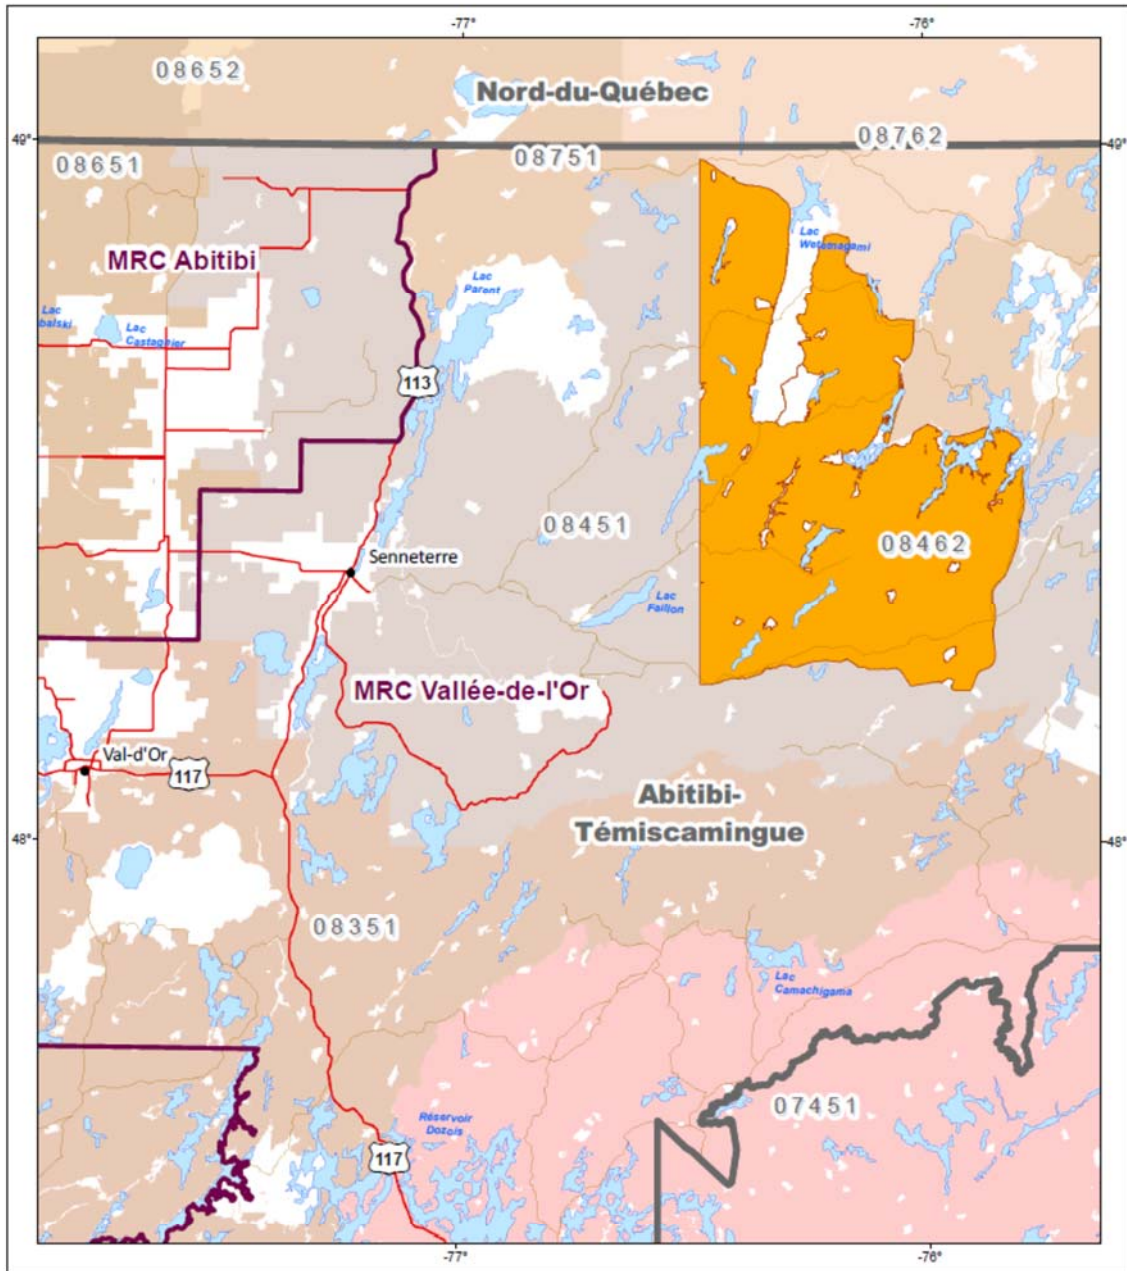 -77°
-76°
08652
Nord-du-Québec
49°
08762
49°
08651
08751
MRC Abitibi
Lac
Wetemagami
Lac
Parent
Lac
Lac
Castagnier
113
08451
08462
Senneterre
Lac
Faillon
MRC Vallée-de-l'Or
Val-d'Or
117
Abitibi-
Témiscamingue
48°
48°
08351
Lac
Camachigama
07451
Réservoir
Dozois
117
-77°
-76°